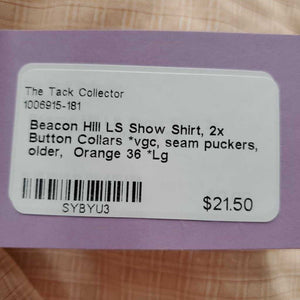 The Tack Collector
1006915-181
Beacon Hill LS Show Shirt, 2x
Button Collars *vgc, seam puckers,
older, Orange 36 *Lg
SYBYU3
$21.50